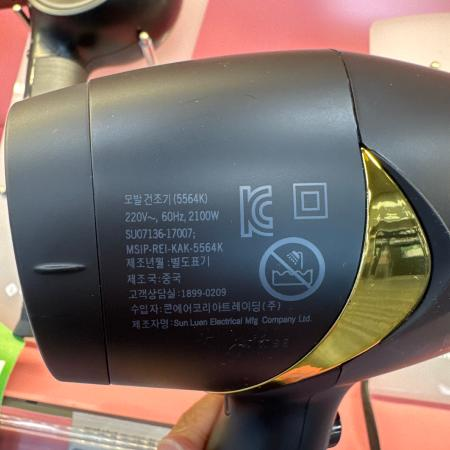 모발건조기(5564K)
220V~, 60Hz, 2100W
SU07136-17007;
MSIP-REI-KAK-5564K
제조년월:별도표기
제조국:중국
고객상담실:1899-0209
수입자:콘에어코리아트레이딩(주)
제조자명:Sun Luen Electrical Mfg Company Ltd.